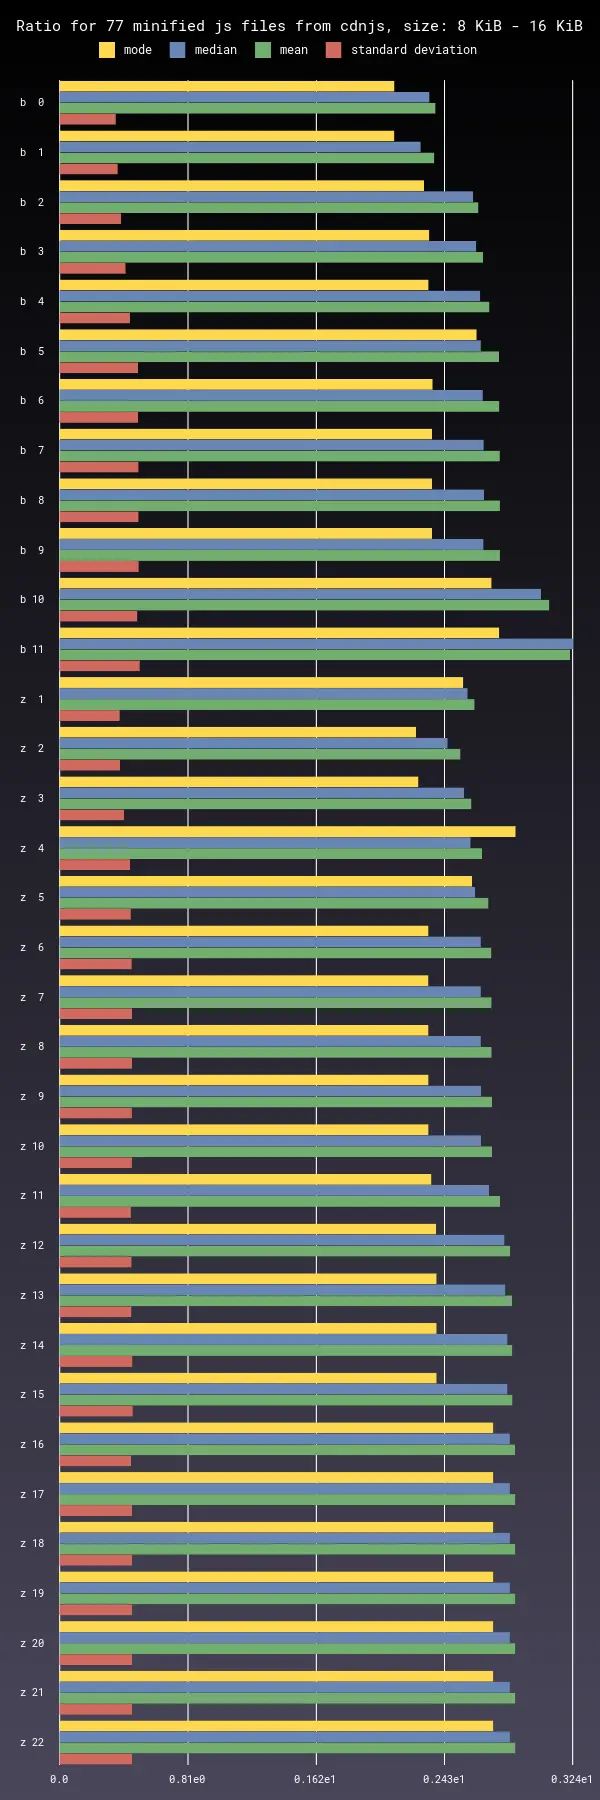 Ratio for 77 minified js files from cdnjs, size: 8 KiB - 16 KiB
mode median mean standard deviation
b 0
b 1
b 2
b 3
b 4
b 5
b 6
b 7
b 8
b 9
b 10
b 11
z 1
z 2
z 3
z 4
z 5
z 6
z 7
z 8
z 9
z 10
z 11
z 12
z 13
z 14
z 15
z 16
z 17
z 18
z 19
z 20
z 21
z 22
0.0 0.81e0 0.162e1 0.243e1 0.324e1